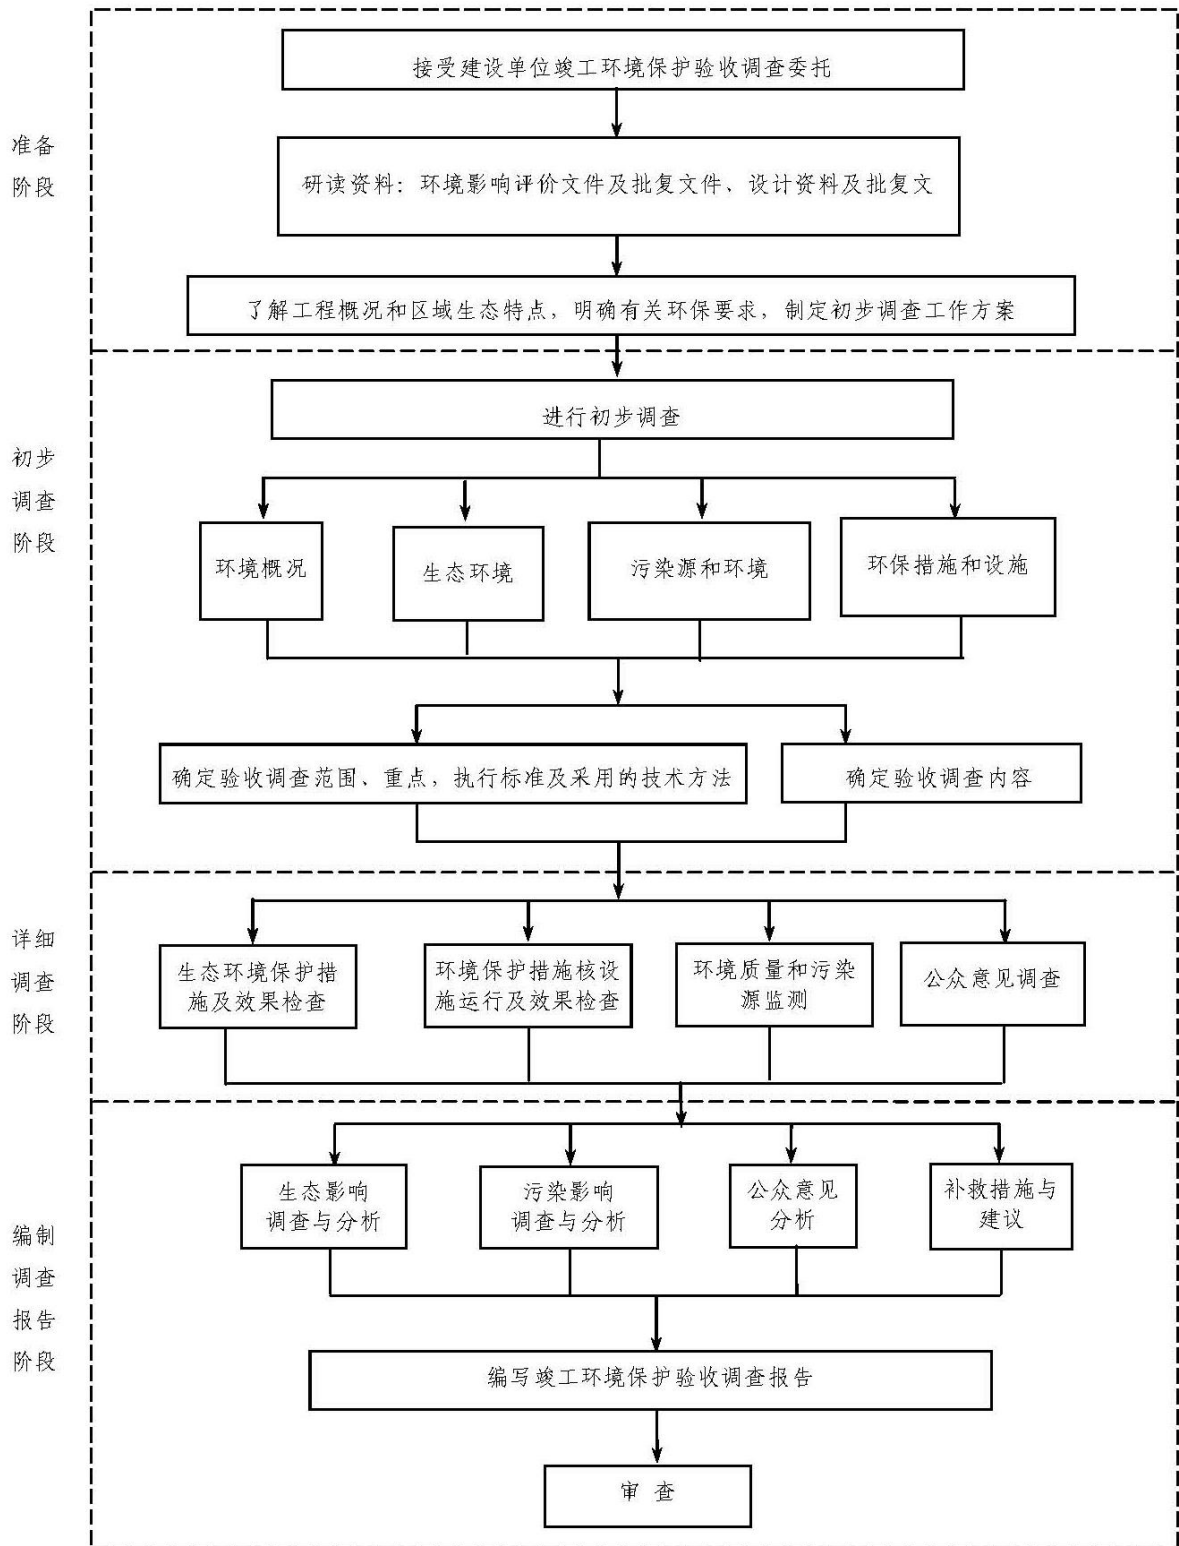 接受建设单位竣工环境保护验收调查委托
准备
阶段
研读资料：环境影响评价文件及批复文件、设计资料及批复文
了解工程概况和区域生态特点，明确有关环保要求，制定初步调查工作方案
进行初步调查
初步
调查
阶段
环境概况
生态环境
污染源和环境
环保措施和设施
确定验收调查范围、重点，执行标准及采用的技术方法
确定验收调查内容
详细
调查
阶段
生态环境保护措
施及效果检查
环境保护措施核设
施运行及效果检查
环境质量和污染
源监测
公众意见调查
编制
调查
报告
阶段
生态影响
调查与分析
污染影响
调查与分析
公众意见
分析
补救措施与
建议
编写竣工环境保护验收调查报告
审 查